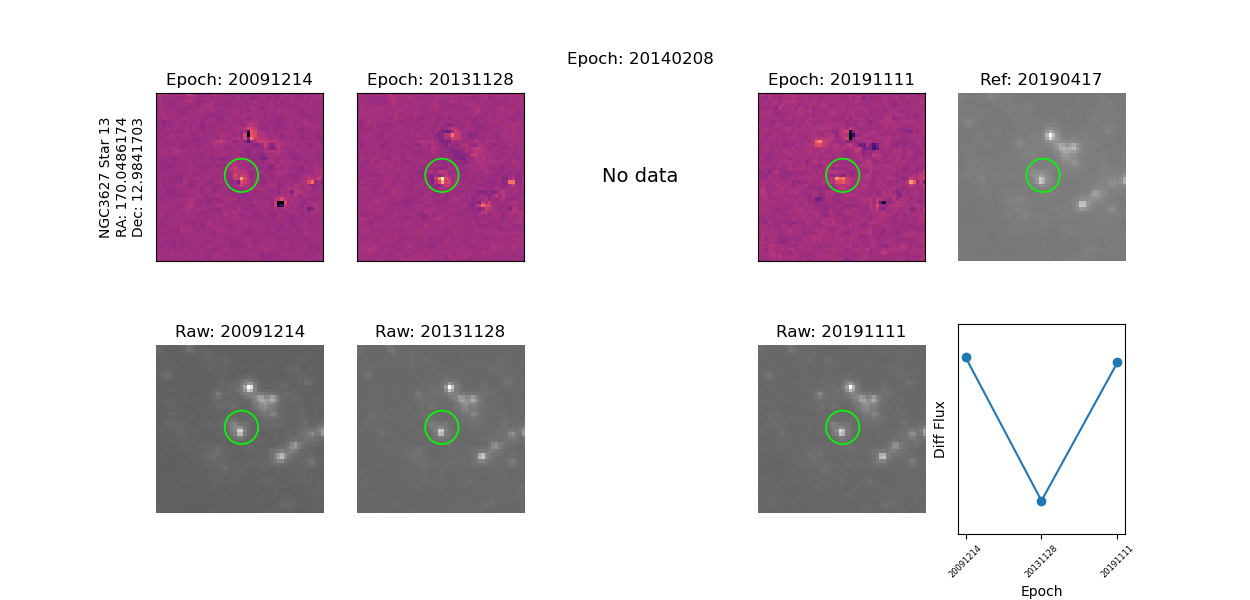 Epoch: 20140208
Epoch: 20091214
Epoch: 20131128
Epoch: 20191111
Ref: 20190417
NGC3627 Star 13
RA: 170.0486174
Dec: 12.9841703
No data
Raw: 20091214
Raw: 20131128
Raw: 20191111
Diff Flux
20091214
20131128
20191111
Epoch